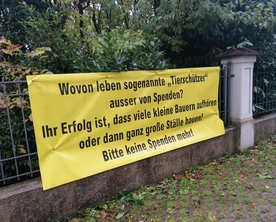 Wovon leben sogenannte „Tierschützer"
ausser von Spenden?
Ihr Erfolg ist, dass viele kleine Bauern aufhören
oder dann ganz große Ställe bauen!
Bitte keine Spenden mehr!